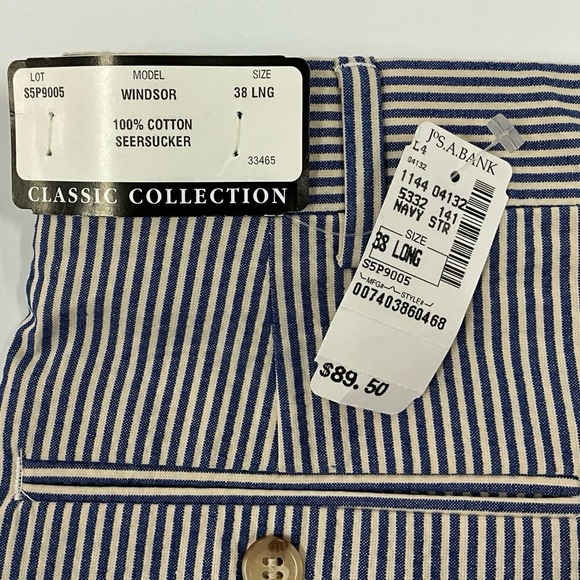 LOT MODEL SIZE
S5P9005 WINDSOR 38 LNG
100% COTTON
SEERSUCKER
33465
CLASSIC COLLECTION
JoS.A.BANK
L4
04132
1144 04132
5332 141
NAVY STR
SIZE
38 LONG
S5P9005
MFG# STYLE#
007403860468
$89.50